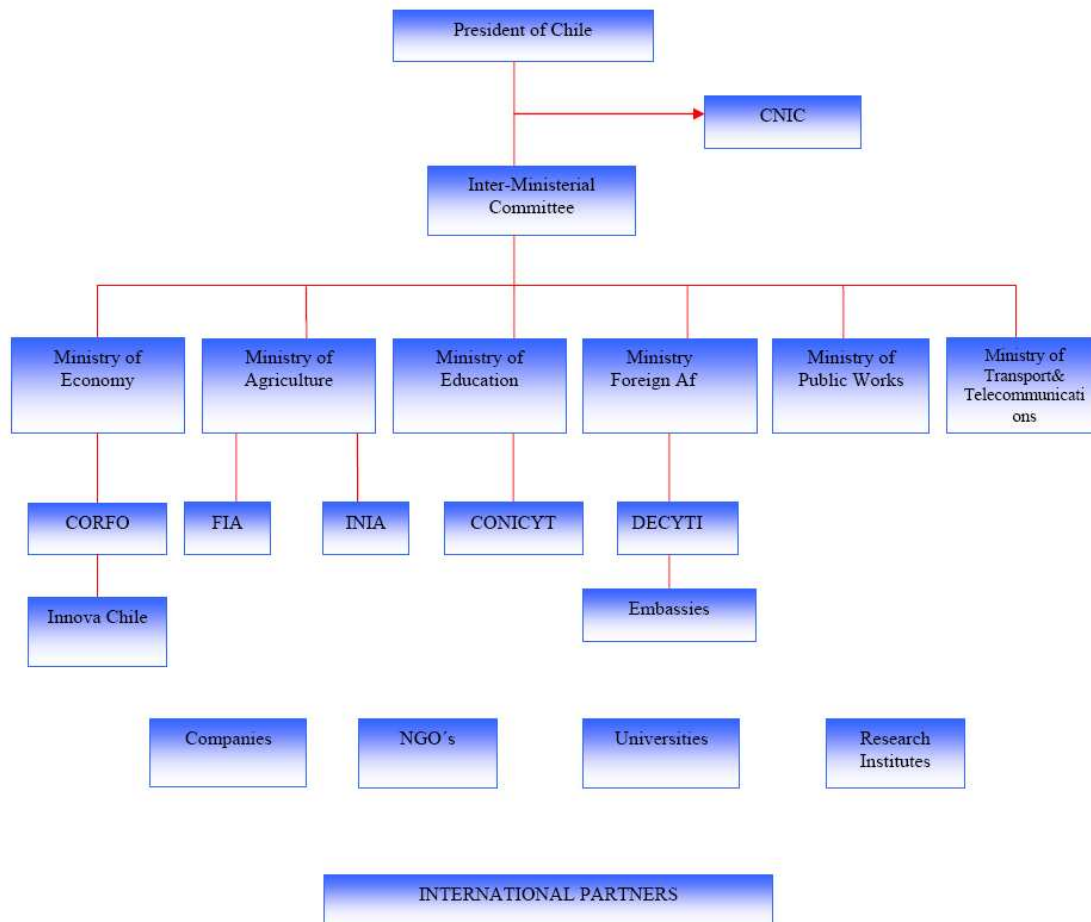 President of Chile
CNIC
Inter-Ministerial
Committee
Ministry of
Economy
Ministry of
Agriculture
Ministry of
Education
Ministry
Foreign Af
Ministry of
Public Works
Ministry of
Transport&
Telecommunicati
ons
CORFO
FIA
INIA
CONICYT
DECYTI
Innova Chile
Embassies
Companies
NGO´s
Universities
Research
Institutes
INTERNATIONAL PARTNERS